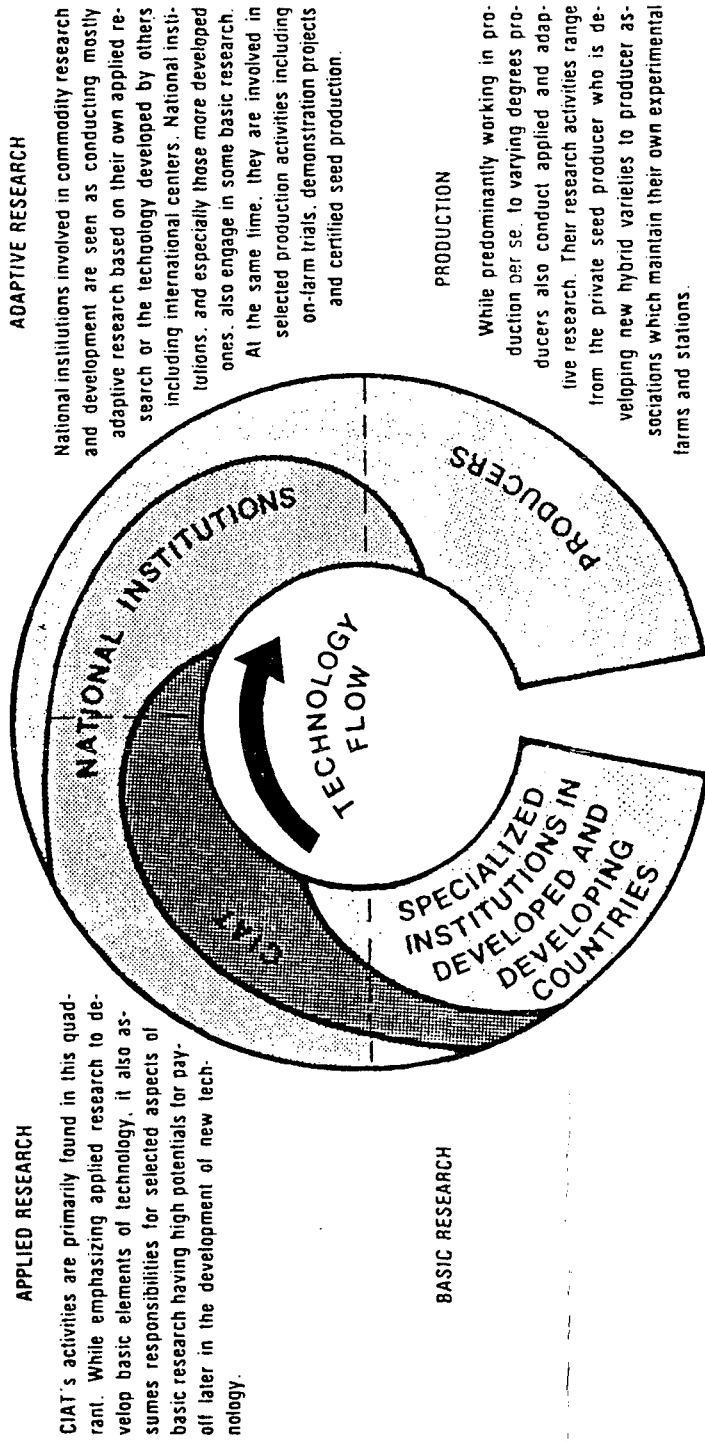 APPLIED RESEARCH
CIAT's activities are primarily found in this quad-
rant. While emphasizing applied research to de-
velop basic elements of technology, it also as-
sumes responsibilities for selected aspects of
basic research having high potentials for pay-
off later in the development of new tech-
nology.
BASIC RESEARCH
NATIONAL INSTITUTIONS
CIAT
TECHNOLOGY
FLOW
SPECIALIZED
INSTITUTIONS IN
DEVELOPED AND
DEVELOPING
COUNTRIES
PRODUCERS
ADAPTIVE RESEARCH
National institutions involved in commodity research
and development are seen as conducting mostly
adaptive research based on their own applied re-
search or the technology developed by others
including international centers. National insti-
tutions, and especially those more developed
ones, also engage in some basic research.
At the same time, they are involved in
selected production activities including
on-farm trials, demonstration projects
and certified seed production.
PRODUCTION
While predominantly working in pro-
duction per se, to varying degrees pro-
ducers also conduct applied and adap-
tive research. Their research activities range
from the private seed producer who is de-
veloping new hybrid varieties to producer as-
sociations which maintain their own experimental
farms and stations.